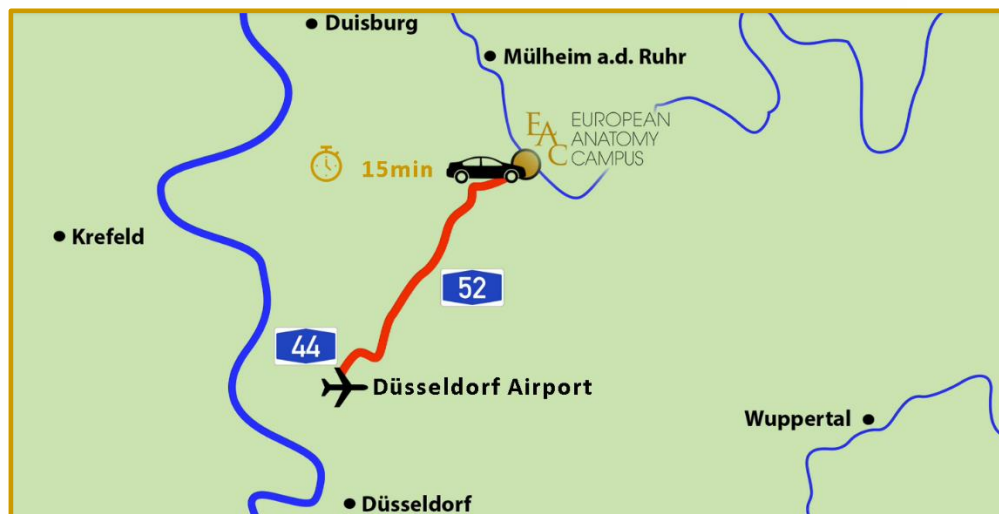 Duisburg
Mülheim a.d. Ruhr
EAC
EUROPEAN
ANATOMY
CAMPUS
15min
Krefeld
52
44
Düsseldorf Airport
Wuppertal
Düsseldorf